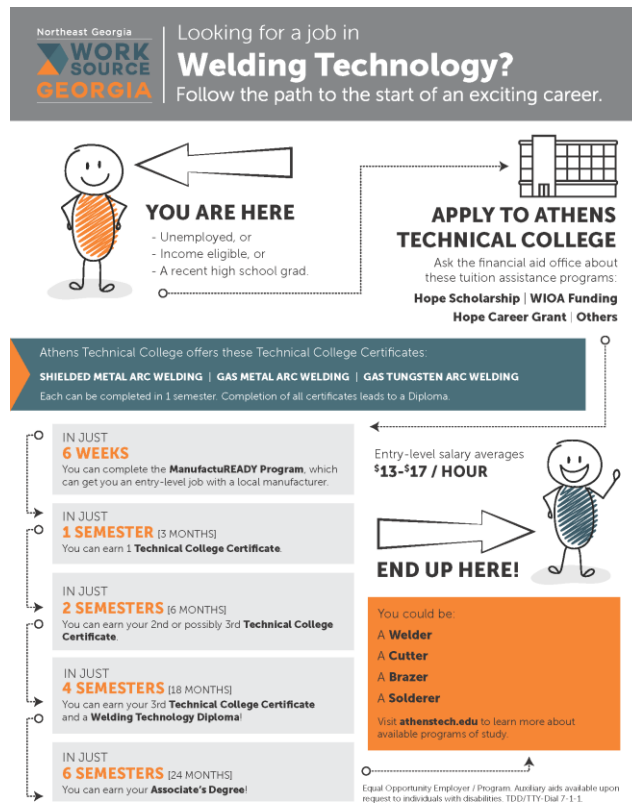 Northeast Georgia
WORK
SOURCE
GEORGIA
Looking for a job in
Welding Technology?
Follow the path to the start of an exciting career.
YOU ARE HERE
- Unemployed, or
- Income eligible, or
- A recent high school grad.
APPLY TO ATHENS
TECHNICAL COLLEGE
Ask the financial aid office about
these tuition assistance programs:
Hope Scholarship | WIOA Funding
Hope Career Grant | Others
Athens Technical College offers these Technical College Certificates:
SHIELDED METAL ARC WELDING | GAS METAL ARC WELDING | GAS TUNGSTEN ARC WELDING
Each can be completed in 1 semester. Completion of all certificates leads to a Diploma.
IN JUST
6 WEEKS
You can complete the ManufactuREADY Program, which
can get you an entry-level job with a local manufacturer.
IN JUST
1 SEMESTER [3 MONTHS]
You can earn 1 Technical College Certificate.
IN JUST
2 SEMESTERS [6 MONTHS]
You can earn your 2nd or possibly 3rd Technical College
Certificate.
IN JUST
4 SEMESTERS [18 MONTHS]
You can earn your 3rd Technical College Certificate
and a Welding Technology Diploma!
IN JUST
6 SEMESTERS [24 MONTHS]
You can earn your Associate's Degree!
Entry-level salary averages
$13-$17 / HOUR
END UP HERE!
You could be:
A Welder
A Cutter
A Brazer
A Solderer
Visit athenstech.edu to learn more about
available programs of study.
Equal Opportunity Employer / Program. Auxiliary aids available upon
request to individuals with disabilities. TDD/TTY-Dial 7-1-1.